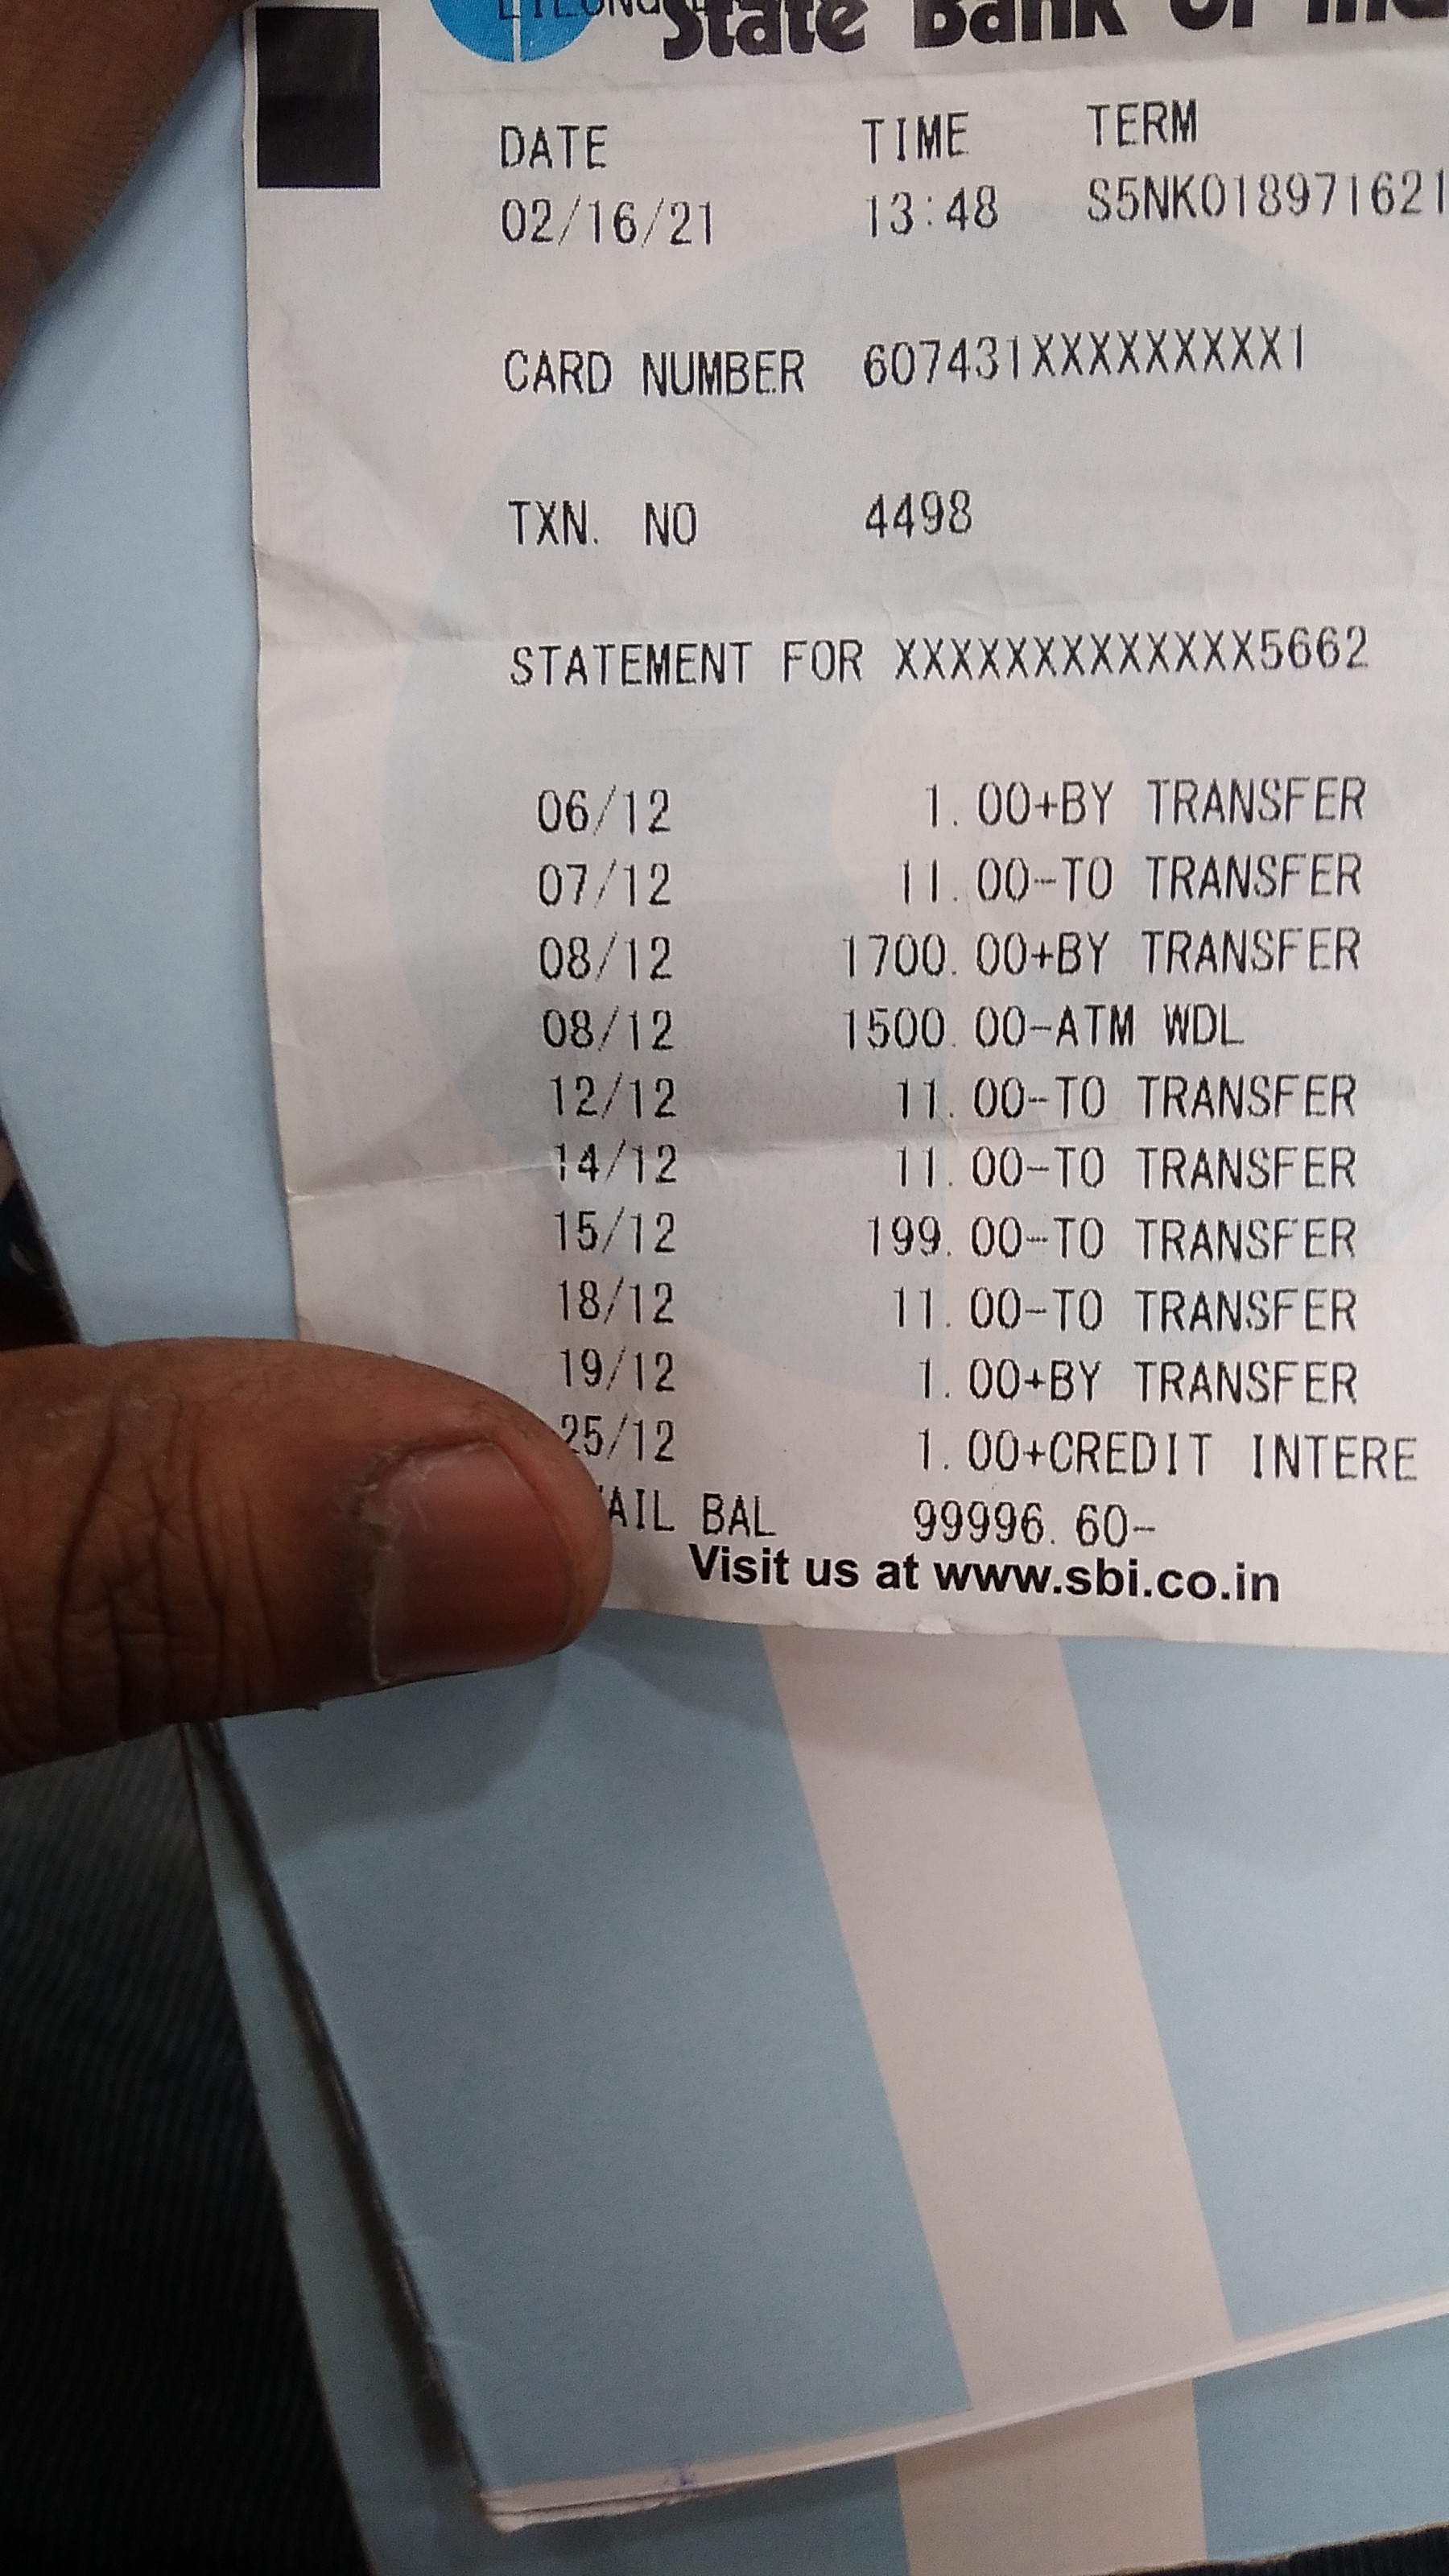 State Bank of
DATE TIME TERM
02/16/21 13:48 S5NK018971621
CARD NUMBER 607431XXXXXXXXX1
TXN. NO 4498
STATEMENT FOR XXXXXXXXXXXXX5662
06/12 1.00+BY TRANSFER
07/12 11.00-TO TRANSFER
08/12 1700.00+BY TRANSFER
08/12 1500.00-ATM WDL
12/12 11.00-TO TRANSFER
14/12 11.00-TO TRANSFER
15/12 199.00-TO TRANSFER
18/12 11.00-TO TRANSFER
19/12 1.00+BY TRANSFER
25/12 1.00+CREDIT INTERE
AIL BAL 99996.60-
Visit us at www.sbi.co.in